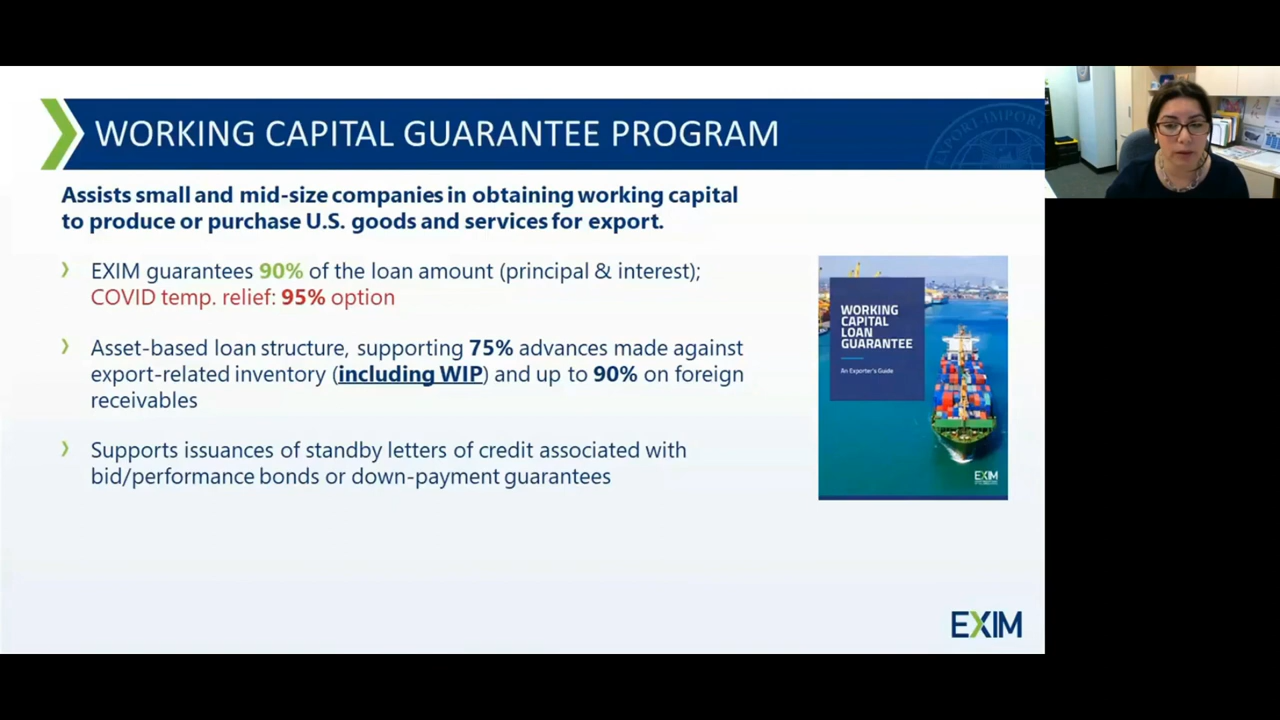 WORKING CAPITAL GUARANTEE PROGRAM
EXPORT IMPORT
Assists small and mid-size companies in obtaining working capital
to produce or purchase U.S. goods and services for export.
EXIM guarantees 90% of the loan amount (principal & interest);
COVID temp. relief: 95% option
Asset-based loan structure, supporting 75% advances made against
export-related inventory (including WIP) and up to 90% on foreign
receivables
Supports issuances of standby letters of credit associated with
bid/performance bonds or down-payment guarantees
WORKING
CAPITAL
LOAN
GUARANTEE
An Exporter's Guide
EXIM
EXIM